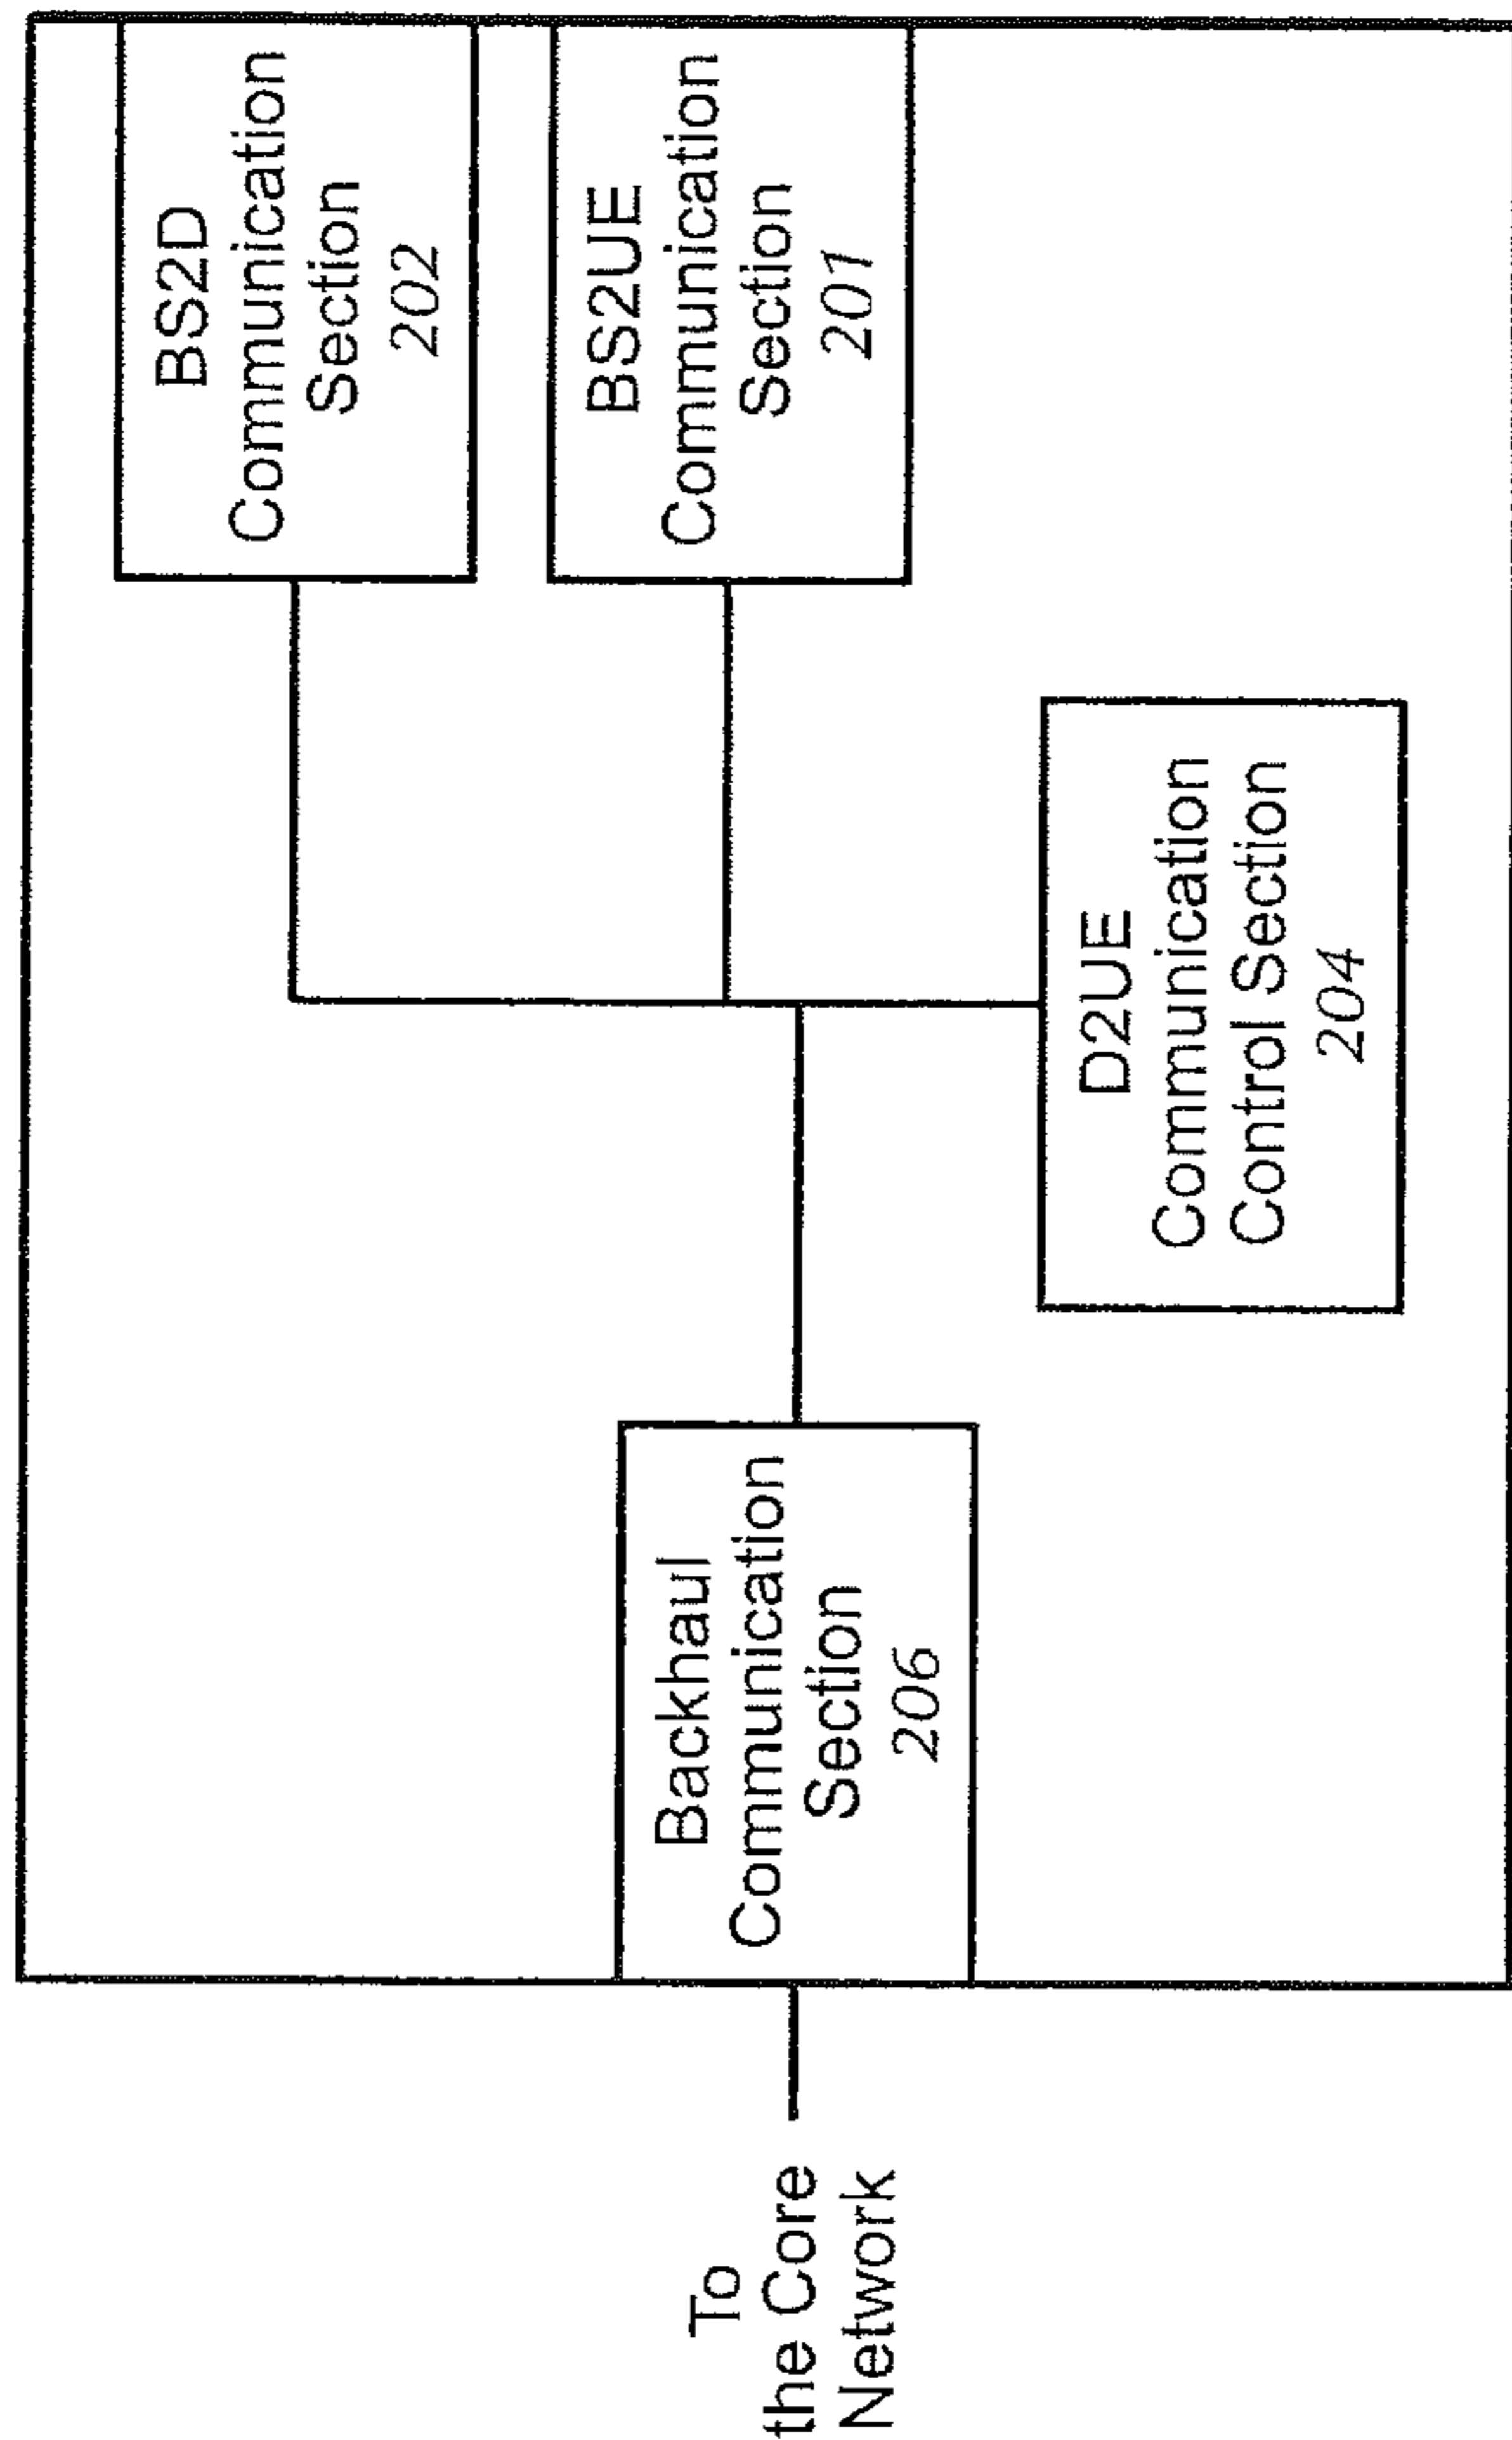 BS2D
Communication
Section
202
BS2UE
Communication
Section
201
D2UE
Communication
Control Section
204
Backhaul
Communication
Section
206
To
the Core
Network